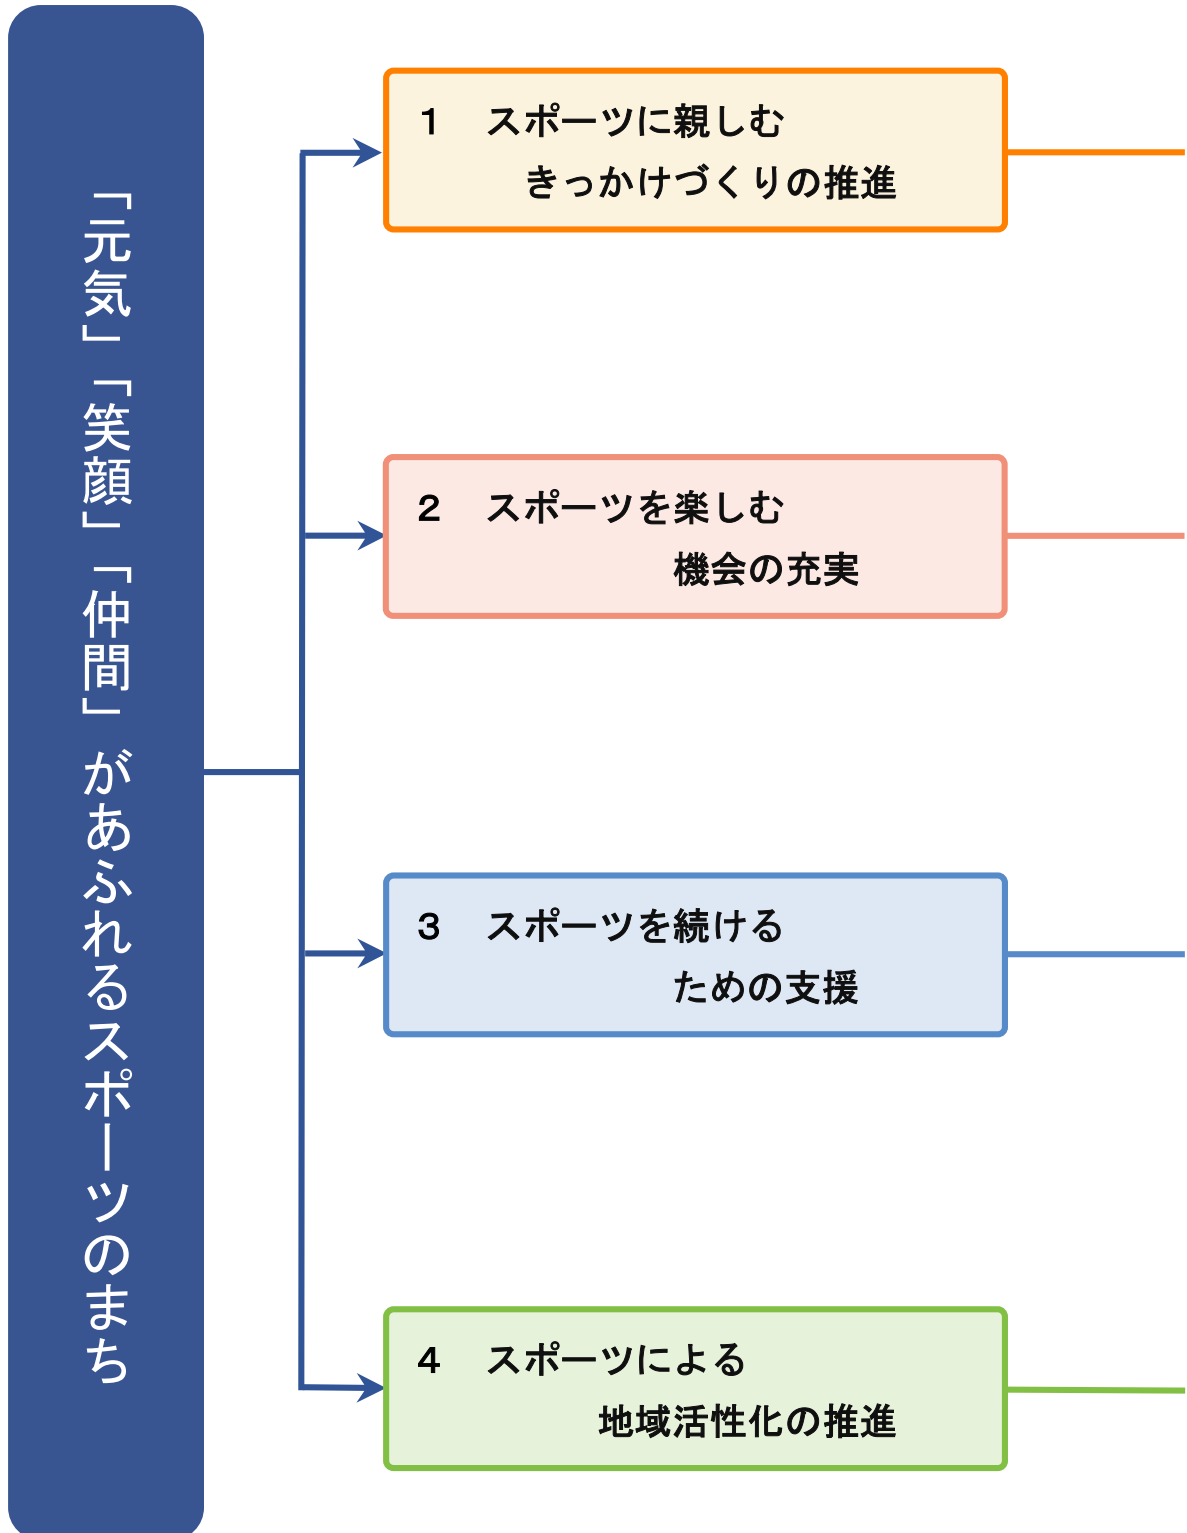 「元気」「笑顔」「仲間」があふれるスポーツのまち
1 スポーツに親しむ
きっかけづくりの推進
2 スポーツを楽しむ
機会の充実
3 スポーツを続ける
ための支援
4 スポーツによる
地域活性化の推進